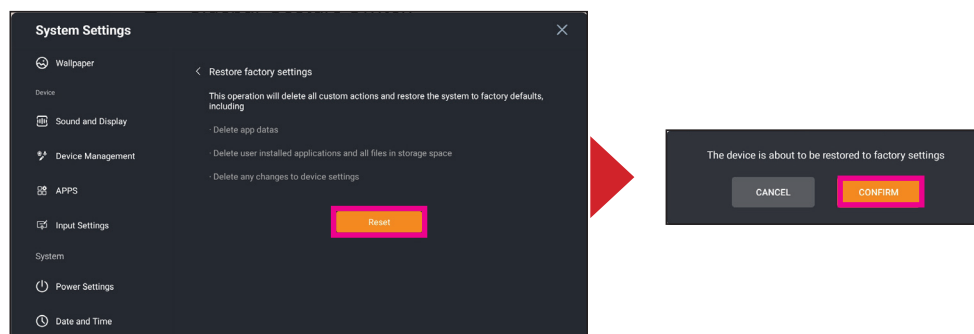 System Settings
Wallpaper
Device
Sound and Display
Device Management
APPS
Input Settings
System
Power Settings
Date and Time
Restore factory settings
This operation will delete all custom actions and restore the system to factory defaults,
including
· Delete app datas
· Delete user installed applications and all files in storage space
· Delete any changes to device settings
Reset
The device is about to be restored to factory settings
CANCEL
CONFIRM